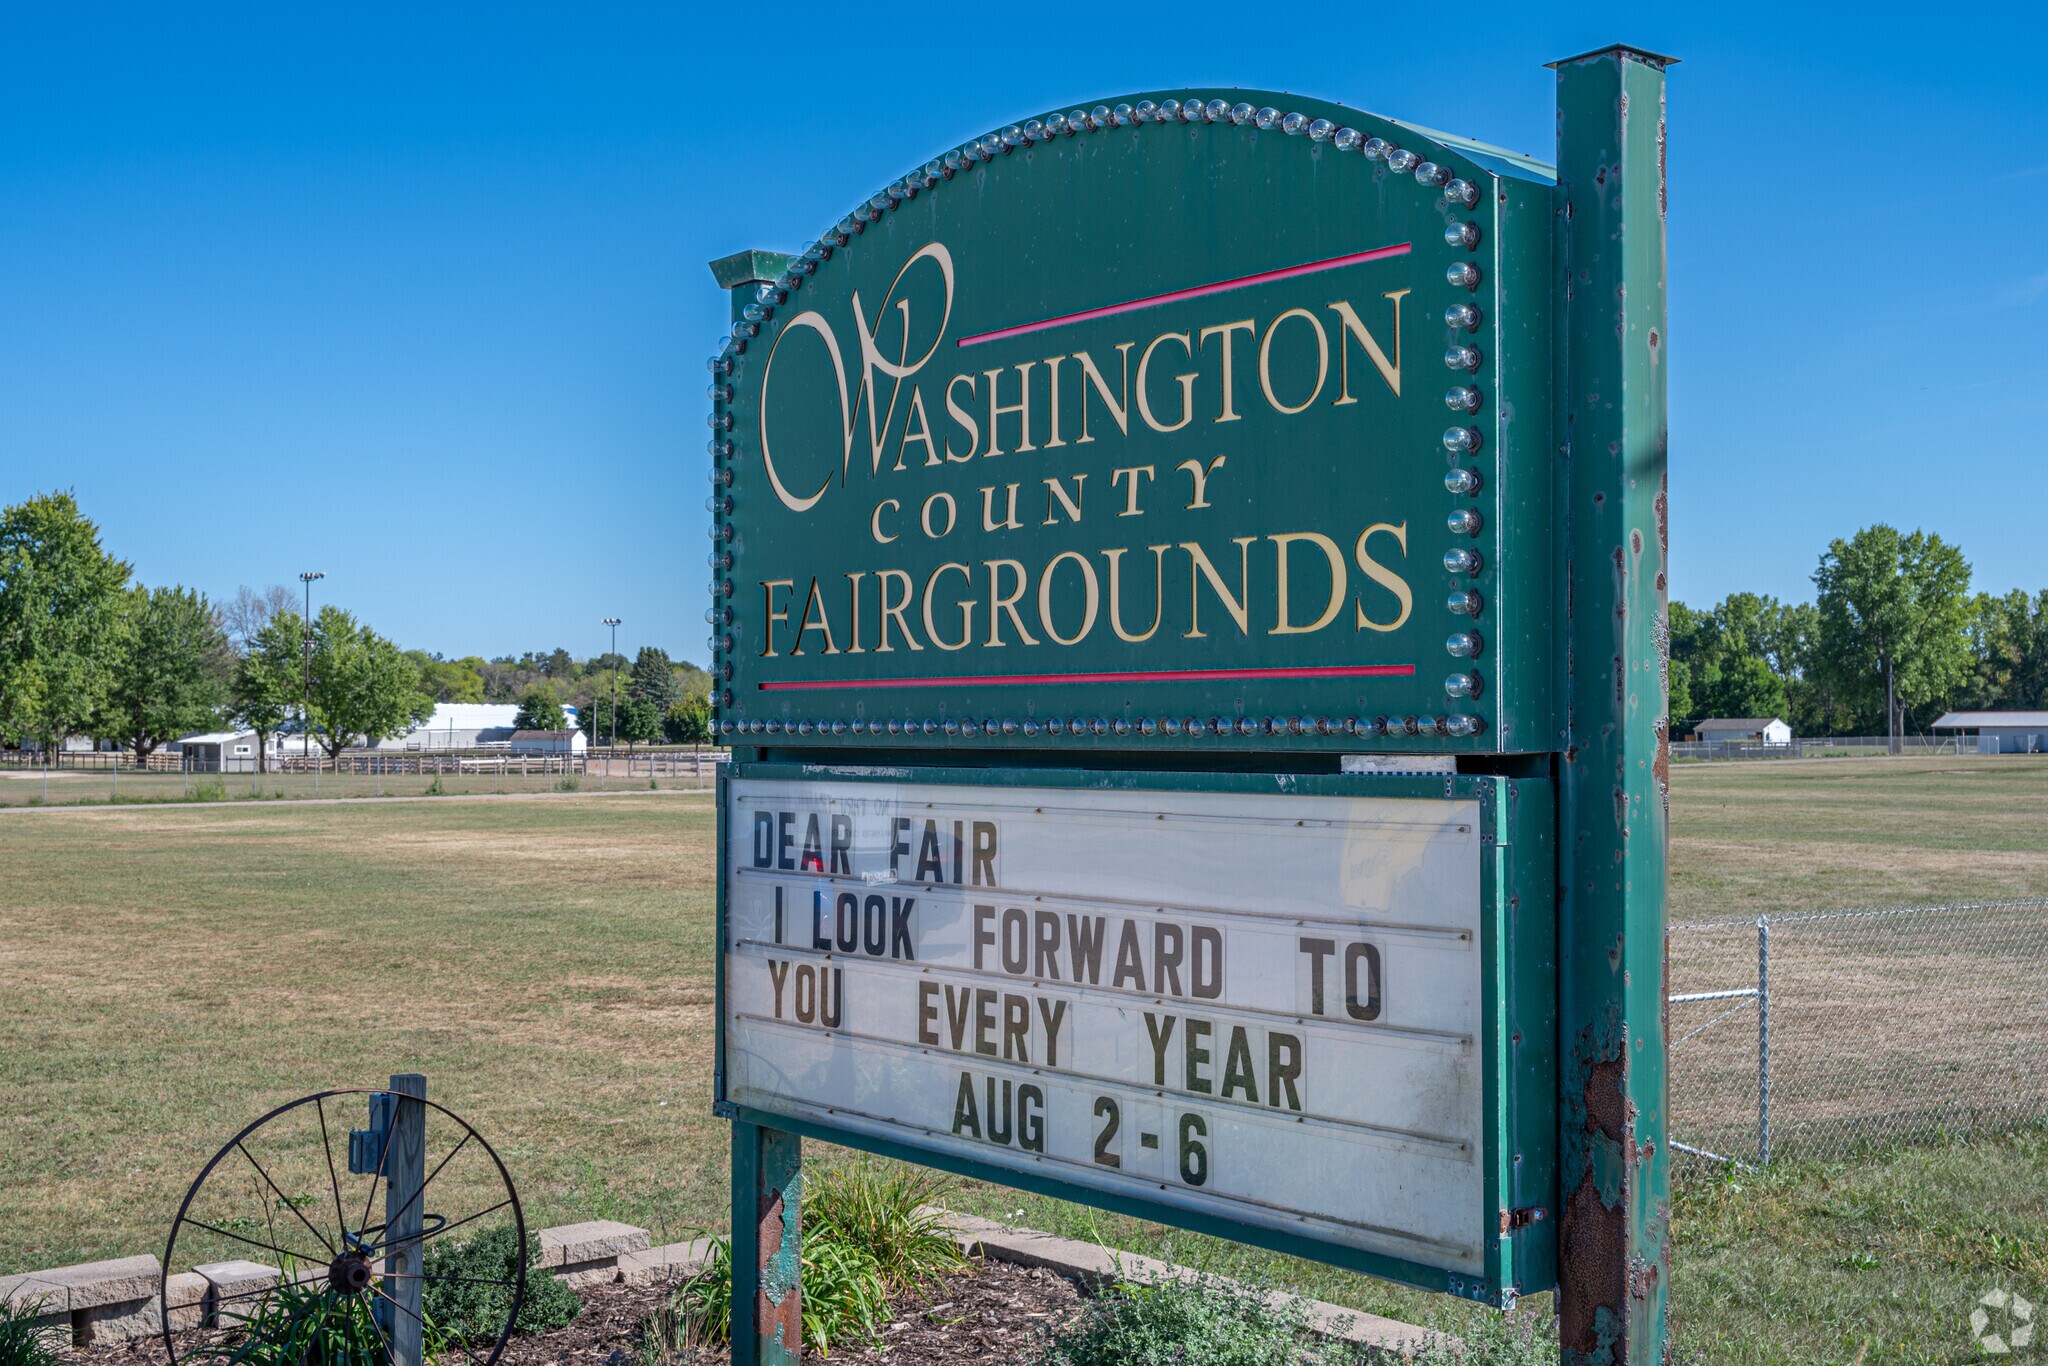 WASHINGTON
COUNTY
FAIRGROUNDS
DEAR FAIR
I LOOK FORWARD TO
YOU EVERY YEAR
AUG 2-6